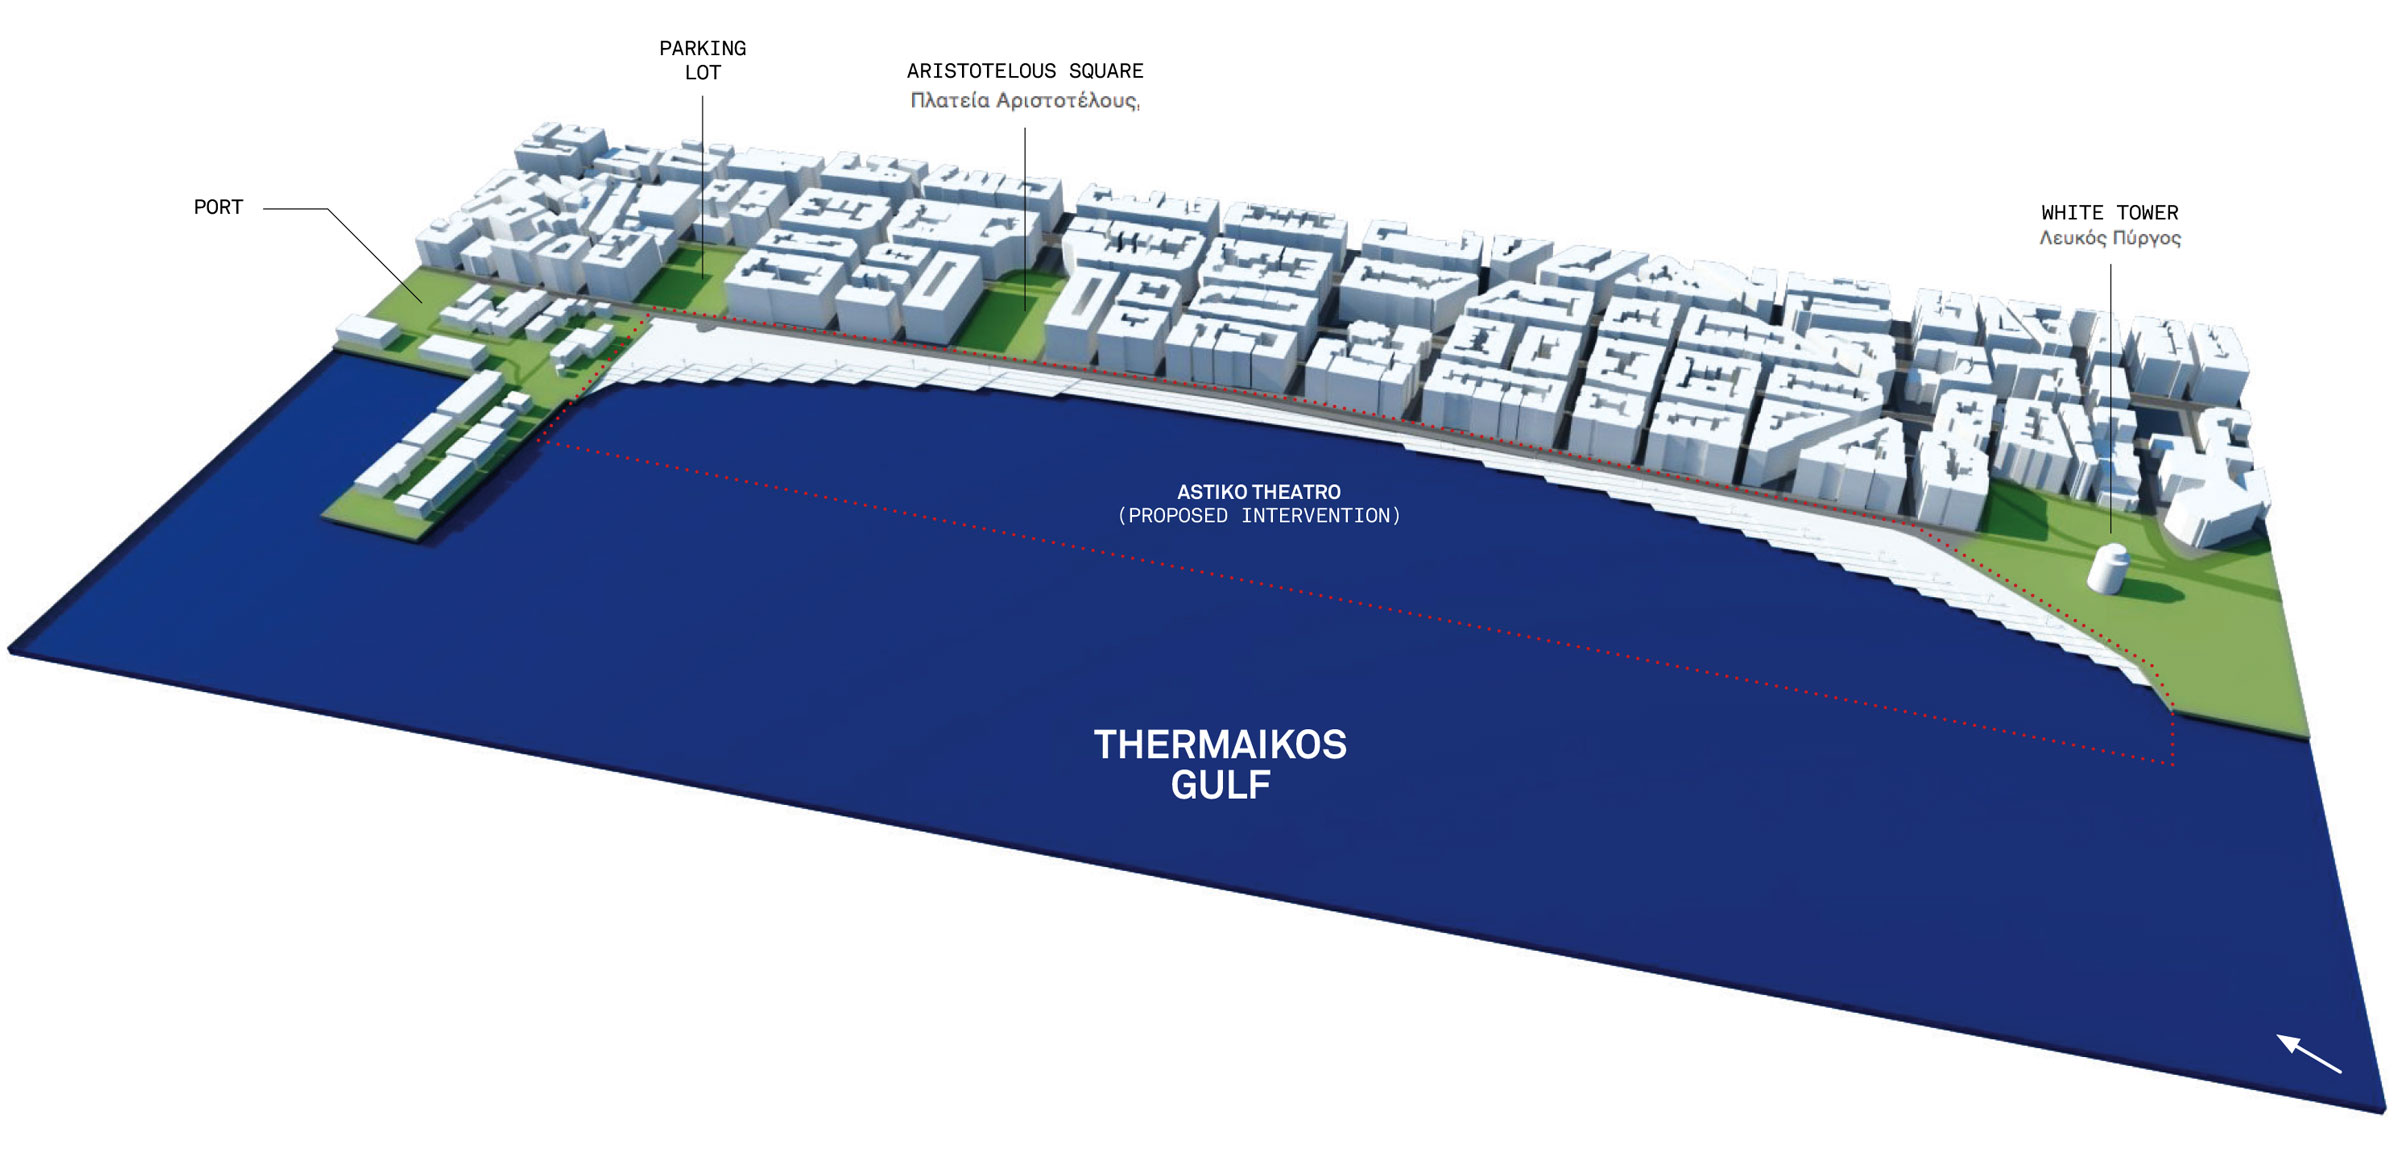 PARKING
LOT
ARISTOTELOUS SQUARE
Πλατεία Αριστοτέλους,
PORT
WHITE TOWER
Λευκός Πύργος
ASTIKO THEATRO
(PROPOSED INTERVENTION)
THERMAIKOS
GULF